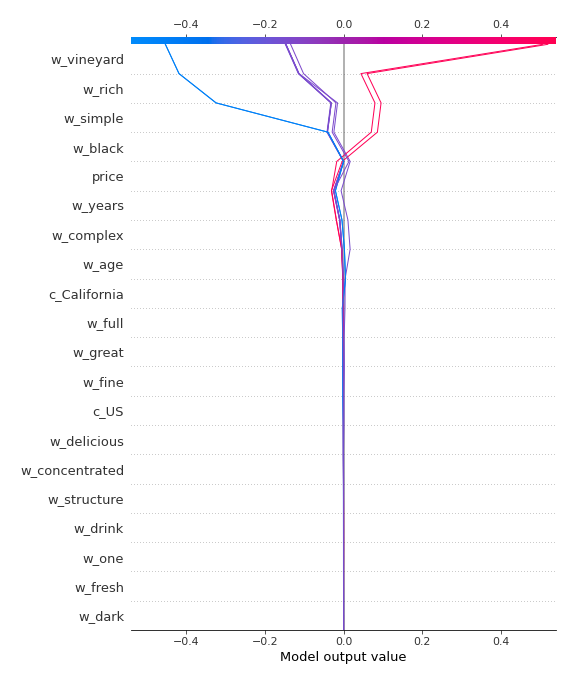 −0.4 −0.2 0.0 0.2 0.4
w_vineyard
w_rich
w_simple
w_black
price
w_years
w_complex
w_age
c_California
w_full
w_great
w_fine
c_US
w_delicious
w_concentrated
w_structure
w_drink
w_one
w_fresh
w_dark
−0.4 −0.2 0.0 0.2 0.4
Model output value